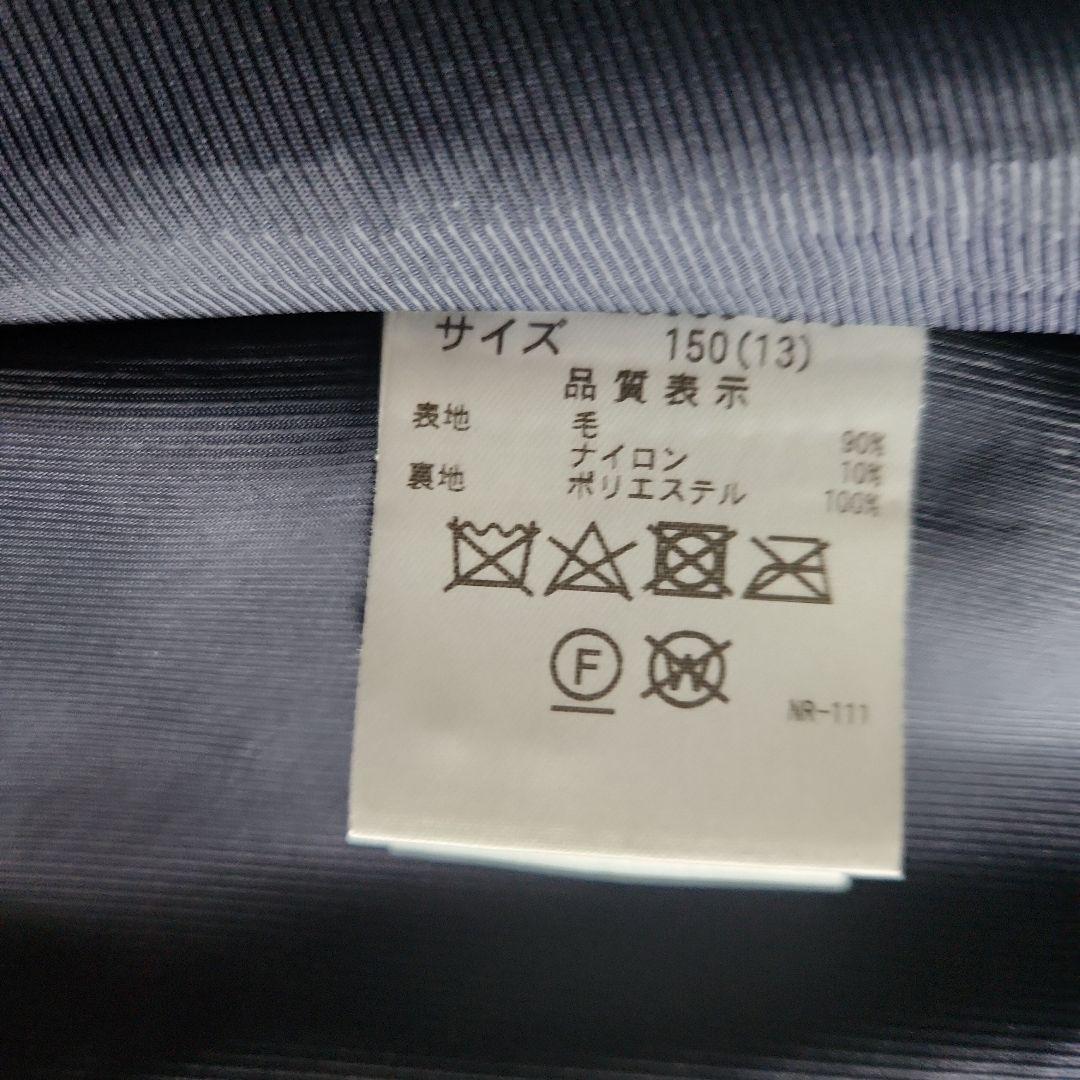 サイズ 150(13)
品質表示
表地 毛 90%
ナイロン 10%
裏地 ポリエステル 100%
F W
NR-111